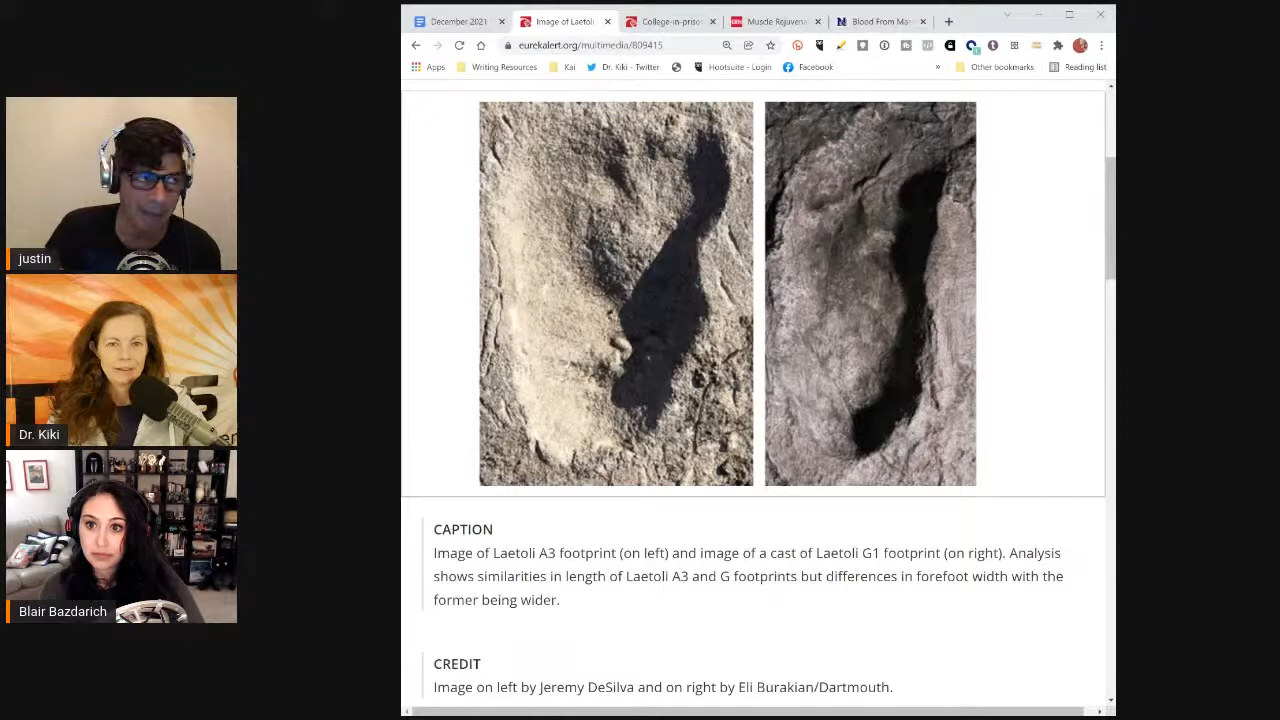 December 2021
Image of Laetoli
College-in-priso
Muscle Rejuvena
Blood From Mar
eurekalert.org/multimedia/809415
Apps
Writing Resources
Kai
Dr. Kiki - Twitter
Hootsuite - Login
Facebook
»
Other bookmarks
Reading list
justin
Dr. Kiki
Blair Bazdarich
CAPTION
Image of Laetoli A3 footprint (on left) and image of a cast of Laetoli G1 footprint (on right). Analysis
shows similarities in length of Laetoli A3 and G footprints but differences in forefoot width with the
former being wider.
CREDIT
Image on left by Jeremy DeSilva and on right by Eli Burakian/Dartmouth.